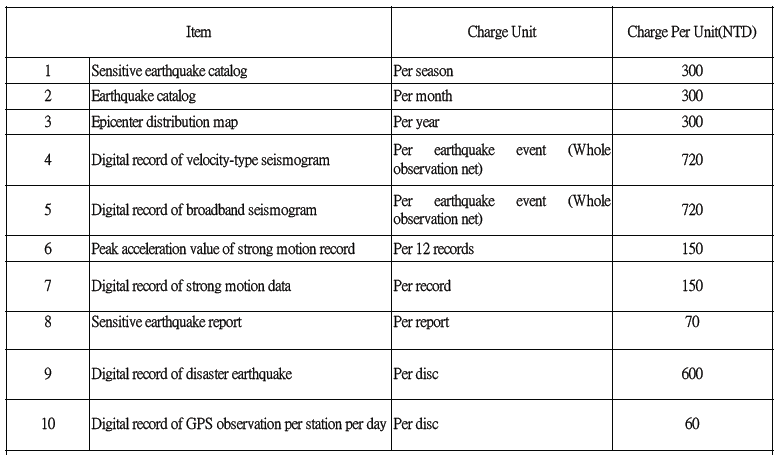 Item Charge Unit Charge Per Unit(NTD)
1 Sensitive earthquake catalog Per season 300
2 Earthquake catalog Per month 300
3 Epicenter distribution map Per year 300
4 Digital record of velocity-type seismogram Per earthquake event (Whole
observation net) 720
5 Digital record of broadband seismogram Per earthquake event (Whole
observation net) 720
6 Peak acceleration value of strong motion record Per 12 records 150
7 Digital record of strong motion data Per record 150
8 Sensitive earthquake report Per report 70
9 Digital record of disaster earthquake Per disc 600
10 Digital record of GPS observation per station per day Per disc 60